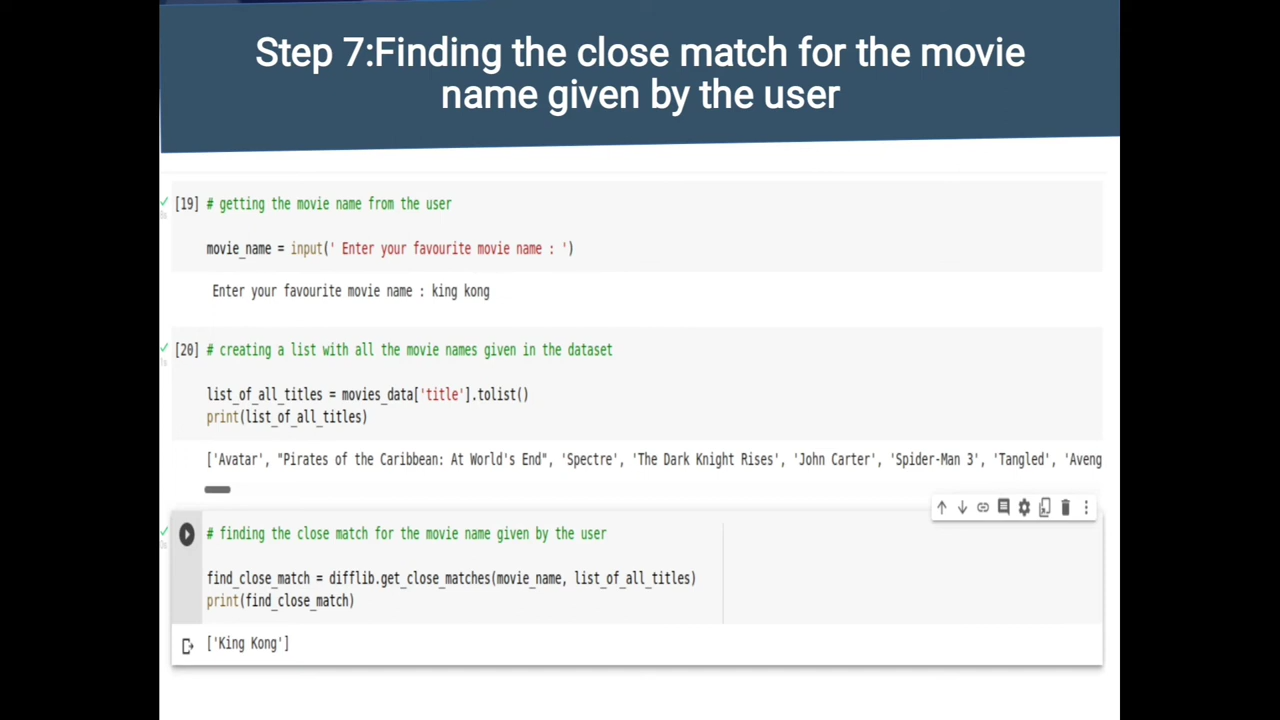 Step 7:Finding the close match for the movie
name given by the user
[19] # getting the movie name from the user
movie_name = input(' Enter your favourite movie name : ')
Enter your favourite movie name : king kong
[20] # creating a list with all the movie names given in the dataset
list_of_all_titles = movies_data['title'].tolist()
print(list_of_all_titles)
['Avatar', "Pirates of the Caribbean: At World's End", 'Spectre', 'The Dark Knight Rises', 'John Carter', 'Spider-Man 3', 'Tangled', 'Aveng
# finding the close match for the movie name given by the user
find_close_match = difflib.get_close_matches(movie_name, list_of_all_titles)
print(find_close_match)
['King Kong']